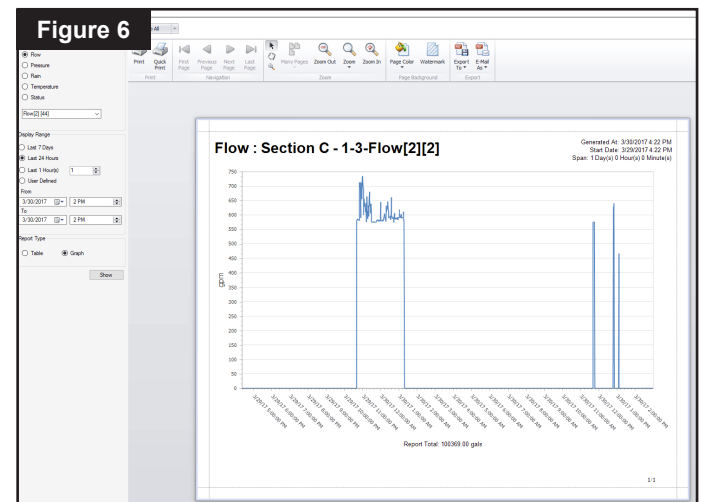 Figure 6
All
Flow
Pressure
Rain
Temperature
Status
Flow[2] [44]
Display Range
Last 7 Days
Last 24 Hours
Last 1 Hour(s) 1
User Defined
From
3/30/2017 2 PM
To
3/30/2017 2 PM
Report Type
Table Graph
Show
Print Quick Print First Page Previous Page Next Page Last Page Many Pages Zoom Out Zoom Zoom In Page Color Watermark Export To E-Mail As
Print Navigation Zoom Page Background Export
Flow : Section C - 1-3-Flow[2][2]
Generated At: 3/30/2017 4:22 PM
Start Date: 3/29/2017 4:22 PM
Span: 1 Day(s) 0 Hour(s) 0 Minute(s)
750
700
650
600
550
500
450
400
350
300
250
200
150
100
50
0
gpm
Report Total: 100369.00 gals
1/1